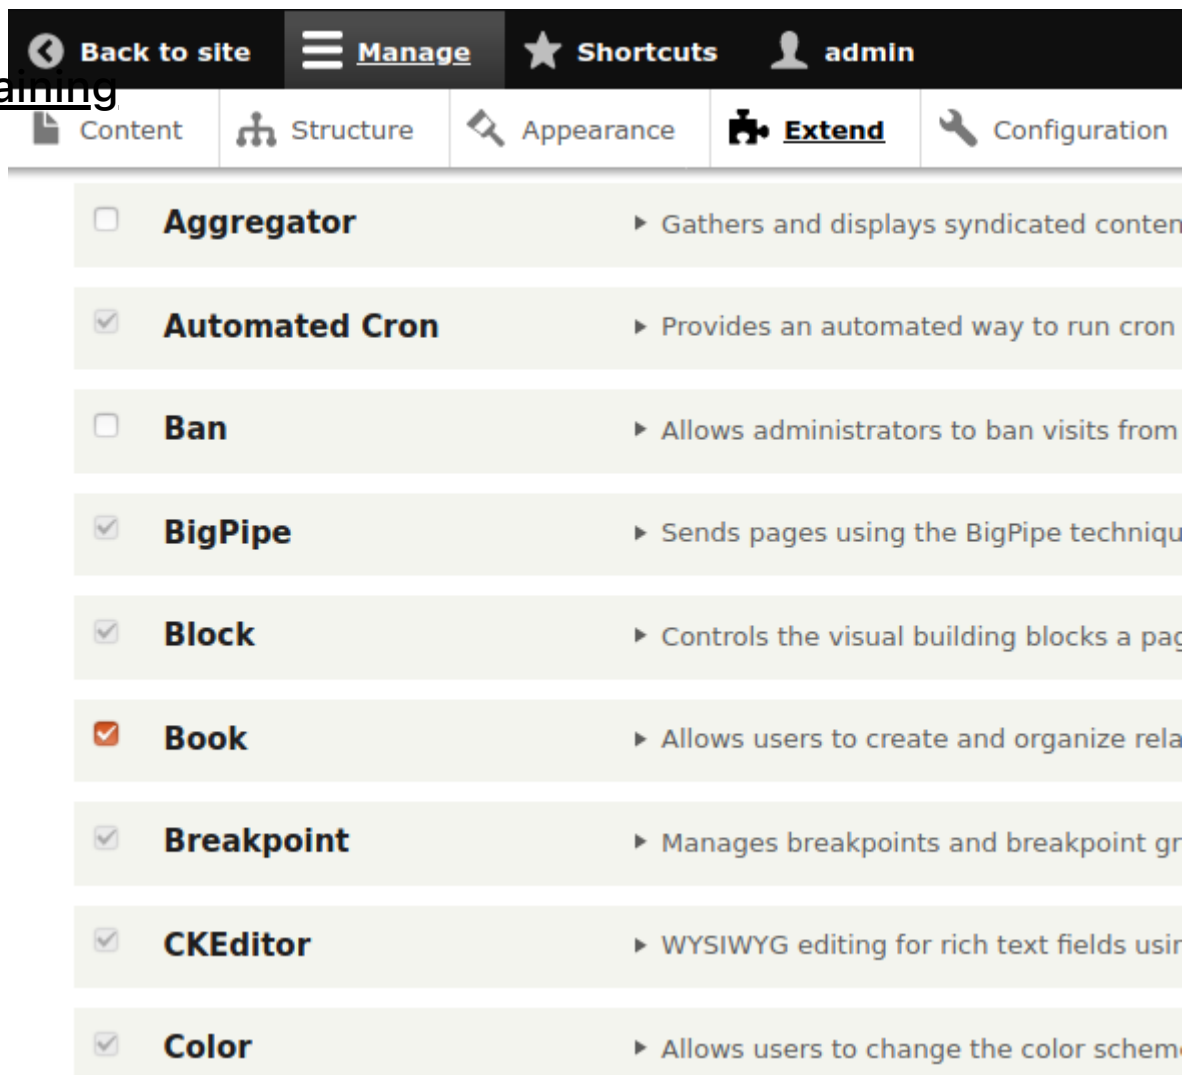 Back to site Manage Shortcuts admin
aining
Content Structure Appearance Extend Configuration
Aggregator Gathers and displays syndicated conten
Automated Cron Provides an automated way to run cron
Ban Allows administrators to ban visits from
BigPipe Sends pages using the BigPipe techniqu
Block Controls the visual building blocks a pag
Book Allows users to create and organize rela
Breakpoint Manages breakpoints and breakpoint gr
CKEditor WYSIWYG editing for rich text fields usin
Color Allows users to change the color scheme